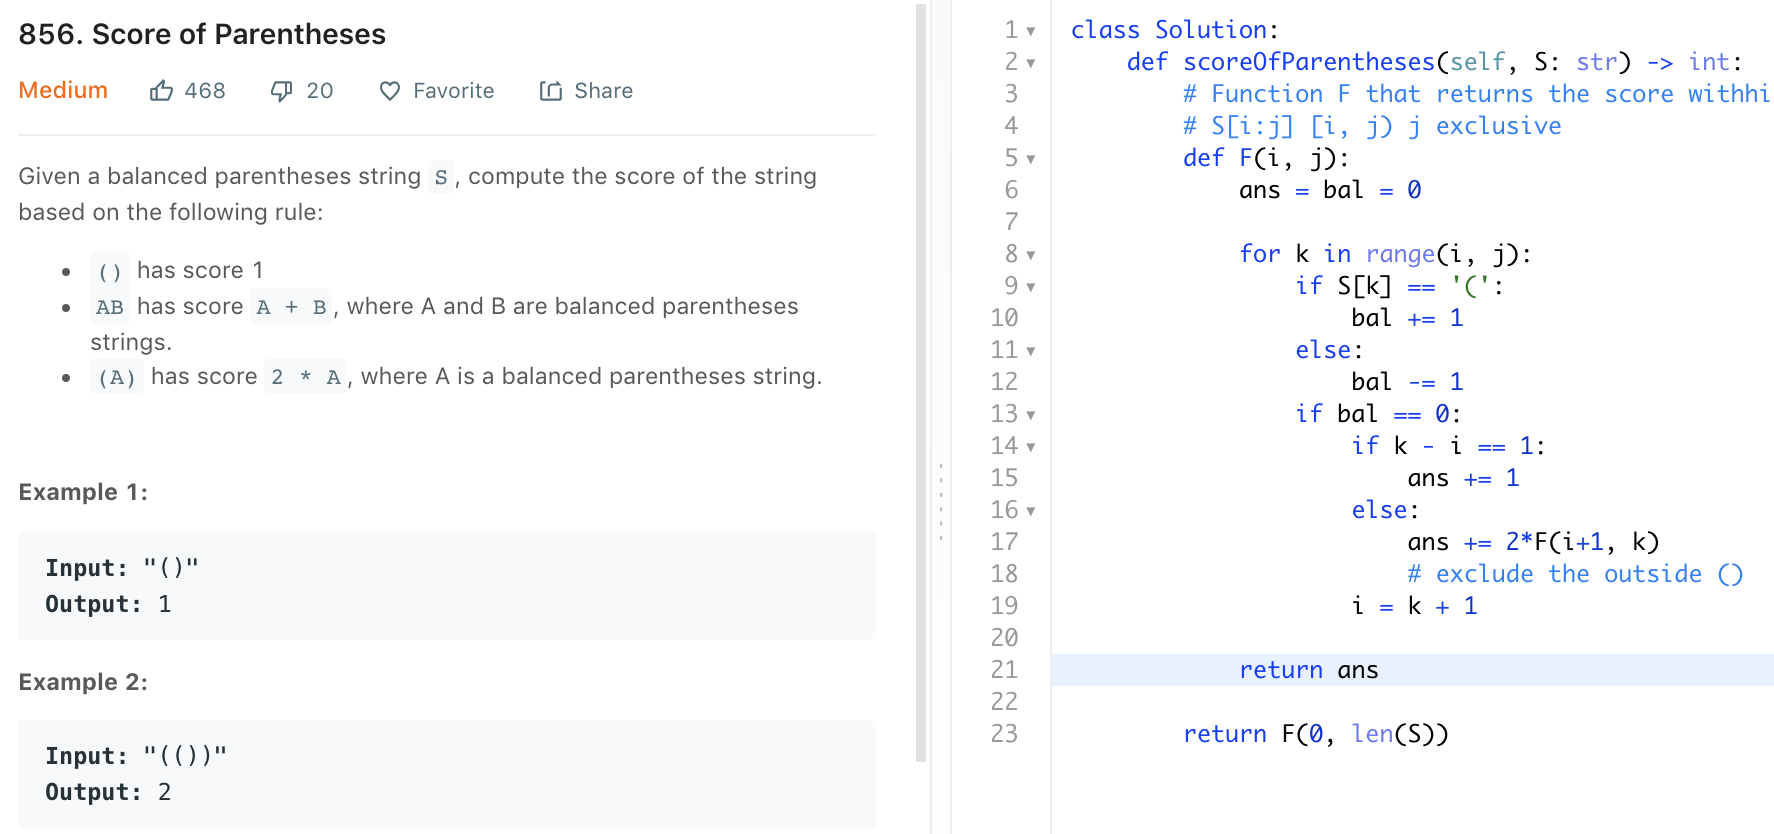 856. Score of Parentheses
Medium 468 20 Favorite Share
Given a balanced parentheses string S, compute the score of the string
based on the following rule:
• () has score 1
• AB has score A + B, where A and B are balanced parentheses
strings.
• (A) has score 2 * A, where A is a balanced parentheses string.
Example 1:
Input: "()"
Output: 1
Example 2:
Input: "(())"
Output: 2
1 class Solution:
2     def scoreOfParentheses(self, S: str) -> int:
3         # Function F that returns the score withhi
4         # S[i:j] [i, j) j exclusive
5         def F(i, j):
6             ans = bal = 0
7
8             for k in range(i, j):
9                 if S[k] == '(':
10                     bal += 1
11                 else:
12                     bal -= 1
13                 if bal == 0:
14                     if k - i == 1:
15                         ans += 1
16                     else:
17                         ans += 2*F(i+1, k)
18                         # exclude the outside ()
19                     i = k + 1
20
21             return ans
22
23         return F(0, len(S))